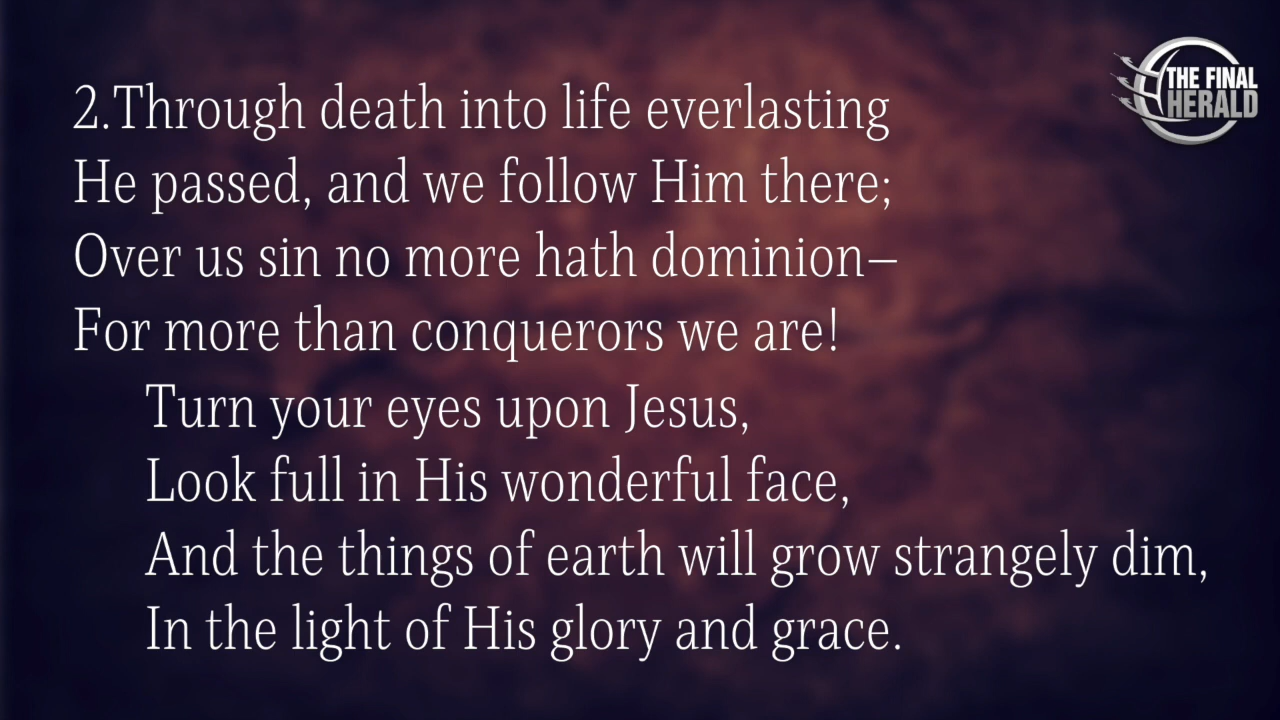 2.Through death into life everlasting
He passed, and we follow Him there;
Over us sin no more hath dominion–
For more than conquerors we are!
Turn your eyes upon Jesus,
Look full in His wonderful face,
And the things of earth will grow strangely dim,
In the light of His glory and grace.
THE FINAL
HERALD